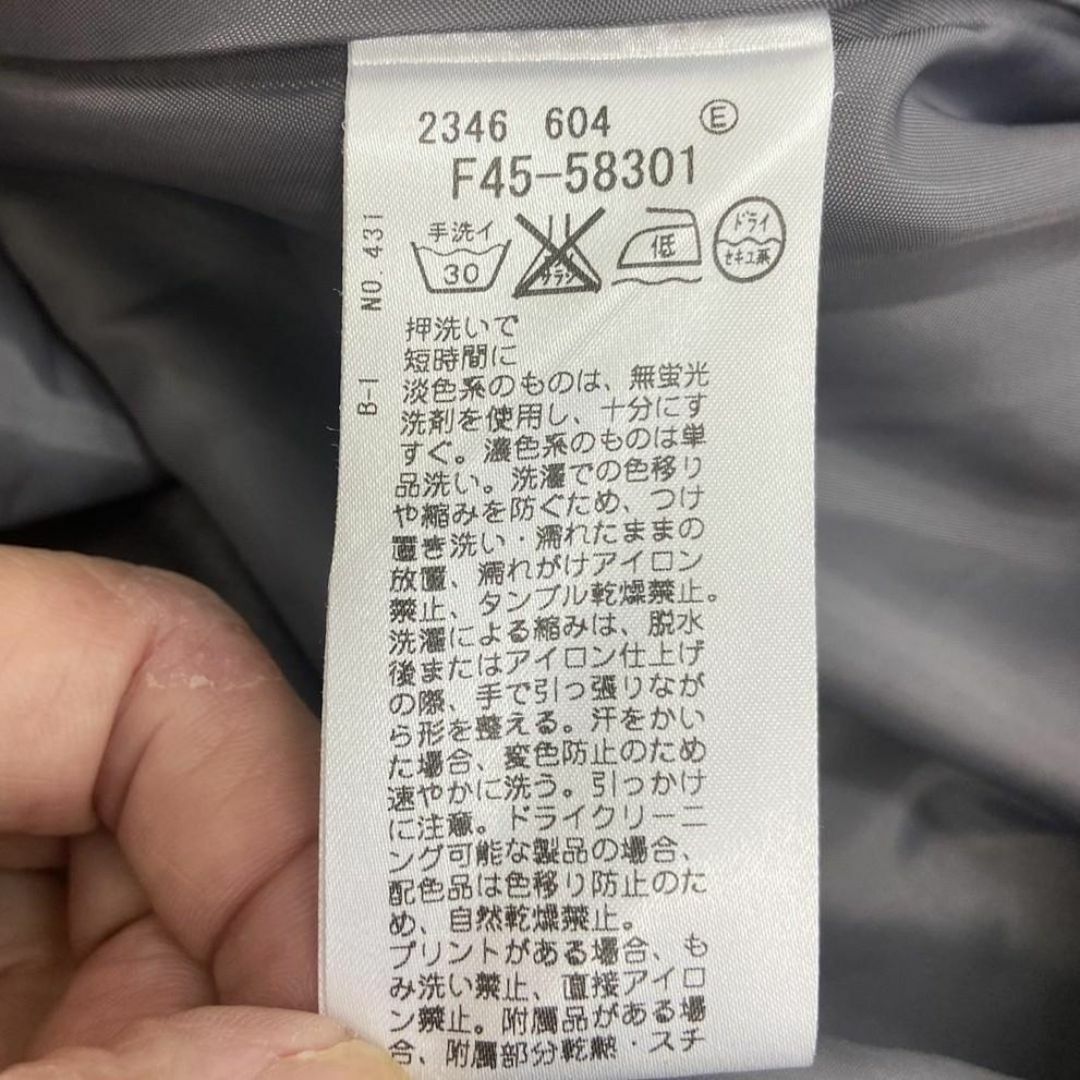 2346 604 Ⓔ
F45-58301
手洗イ
30
サラシ
低
ドライ
セキユ系
NO.431
B-1
押洗いで
短時間に
淡色系のものは、無蛍光
洗剤を使用し、十分にす
すぐ。濃色系のものは単
品洗い。洗濯での色移り
や縮みを防ぐため、つけ
置き洗い・濡れたままの
放置、濡れがけアイロン
禁止、タンブル乾燥禁止。
洗濯による縮みは、脱水
後またはアイロン仕上げ
の際、手で引っ張りなが
ら形を整える。汗をかい
た場合、変色防止のため
速やかに洗う。引っかけ
に注意。ドライクリーニ
ング可能な製品の場合、
配色品は色移り防止のた
め、自然乾燥禁止。
プリントがある場合、も
み洗い禁止、直接アイロ
ン禁止。附属品がある場
合、附属部分乾熱・スチ